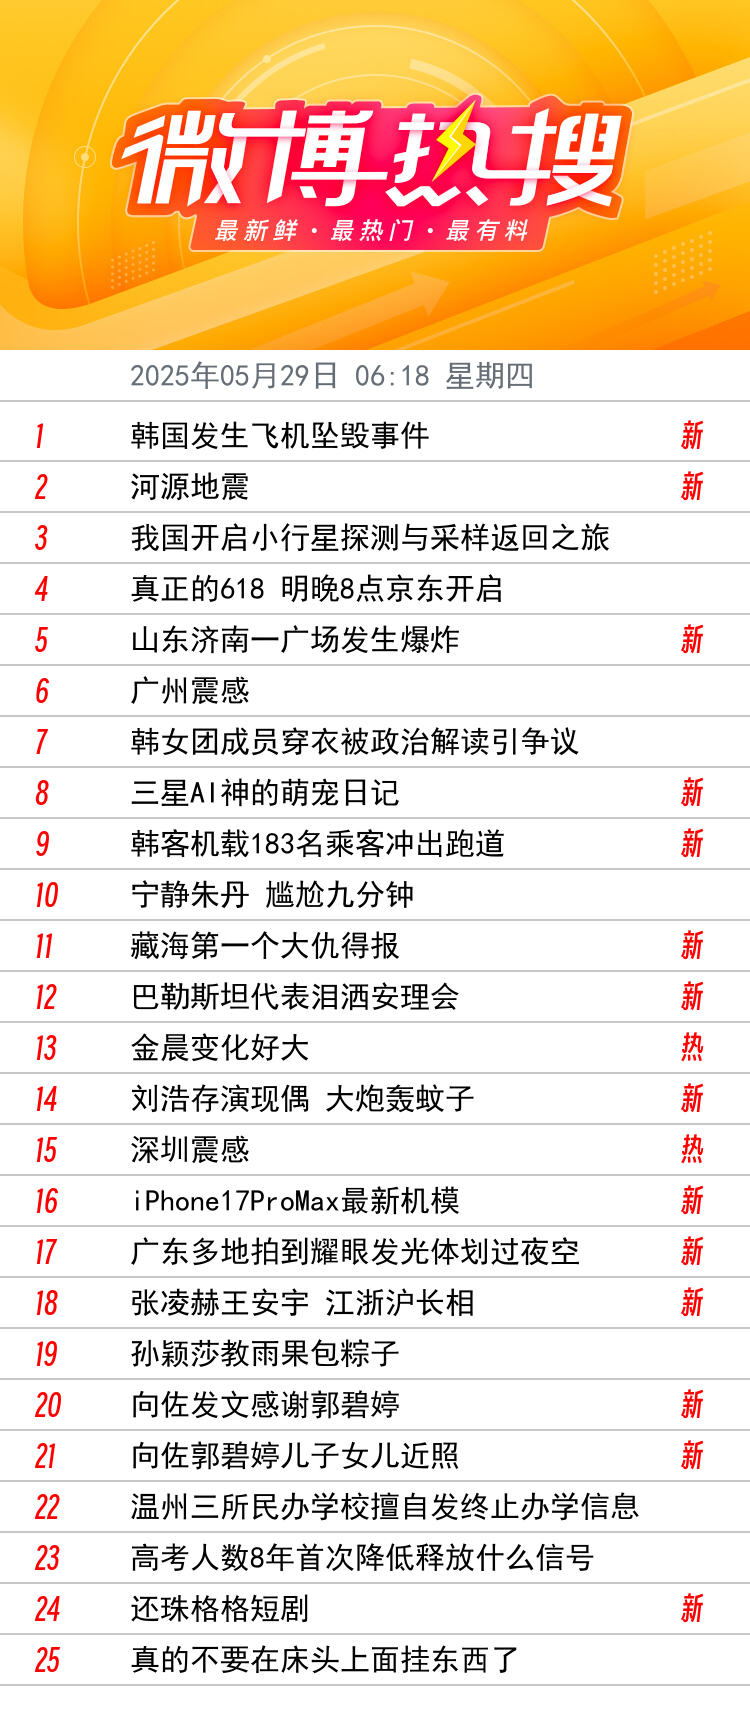 微博热搜
最新鲜·最热门·最有料
2025年05月29日 06:18 星期四
1 韩国发生飞机坠毁事件 新
2 河源地震 新
3 我国开启小行星探测与采样返回之旅
4 真正的618 明晚8点京东开启
5 山东济南一广场发生爆炸 新
6 广州震感
7 韩女团成员穿衣被政治解读引争议
8 三星AI神的萌宠日记 新
9 韩客机载183名乘客冲出跑道 新
10 宁静朱丹 尴尬九分钟
11 藏海第一个大仇得报 新
12 巴勒斯坦代表泪洒安理会 新
13 金晨变化好大 热
14 刘浩存演现偶 大炮轰蚊子 新
15 深圳震感 热
16 iPhone17ProMax最新机模 新
17 广东多地拍到耀眼发光体划过夜空 新
18 张凌赫王安宇 江浙沪长相 新
19 孙颖莎教雨果包粽子
20 向佐发文感谢郭碧婷 新
21 向佐郭碧婷儿子女儿近照 新
22 温州三所民办学校擅自发终止办学信息
23 高考人数8年首次降低释放什么信号
24 还珠格格短剧 新
25 真的不要在床头上面挂东西了